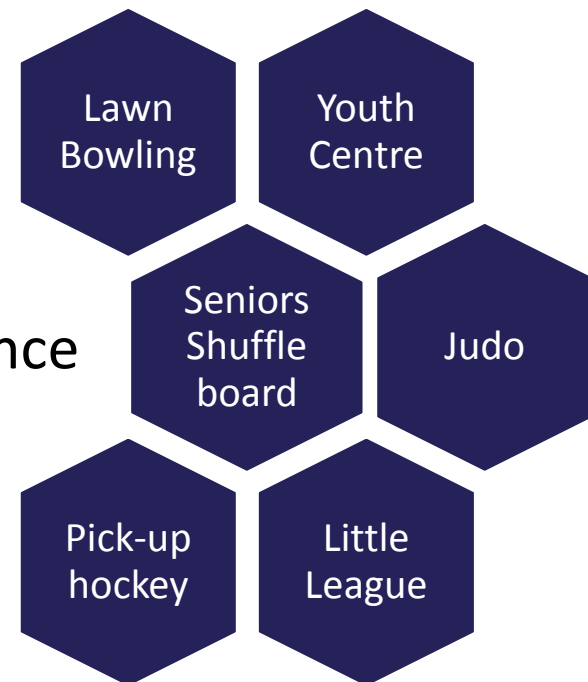 Lawn
Bowling
Youth
Centre
nce
Seniors
Shuffle
board
Judo
Pick-up
hockey
Little
League